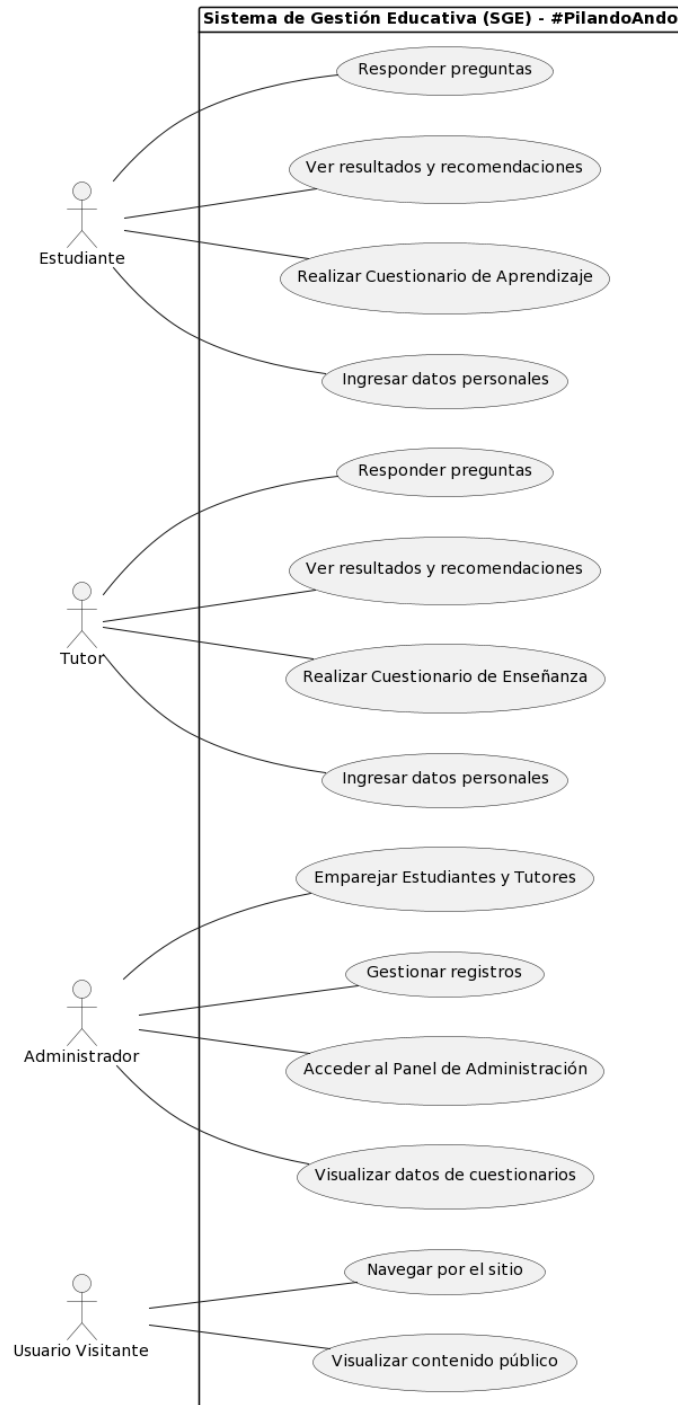 Sistema de Gestión Educativa (SGE) - #PilandoAndo
Responder preguntas
Ver resultados y recomendaciones
Estudiante
Realizar Cuestionario de Aprendizaje
Ingresar datos personales
Responder preguntas
Ver resultados y recomendaciones
Tutor
Realizar Cuestionario de Enseñanza
Ingresar datos personales
Emparejar Estudiantes y Tutores
Gestionar registros
Administrador
Acceder al Panel de Administración
Visualizar datos de cuestionarios
Navegar por el sitio
Usuario Visitante
Visualizar contenido público